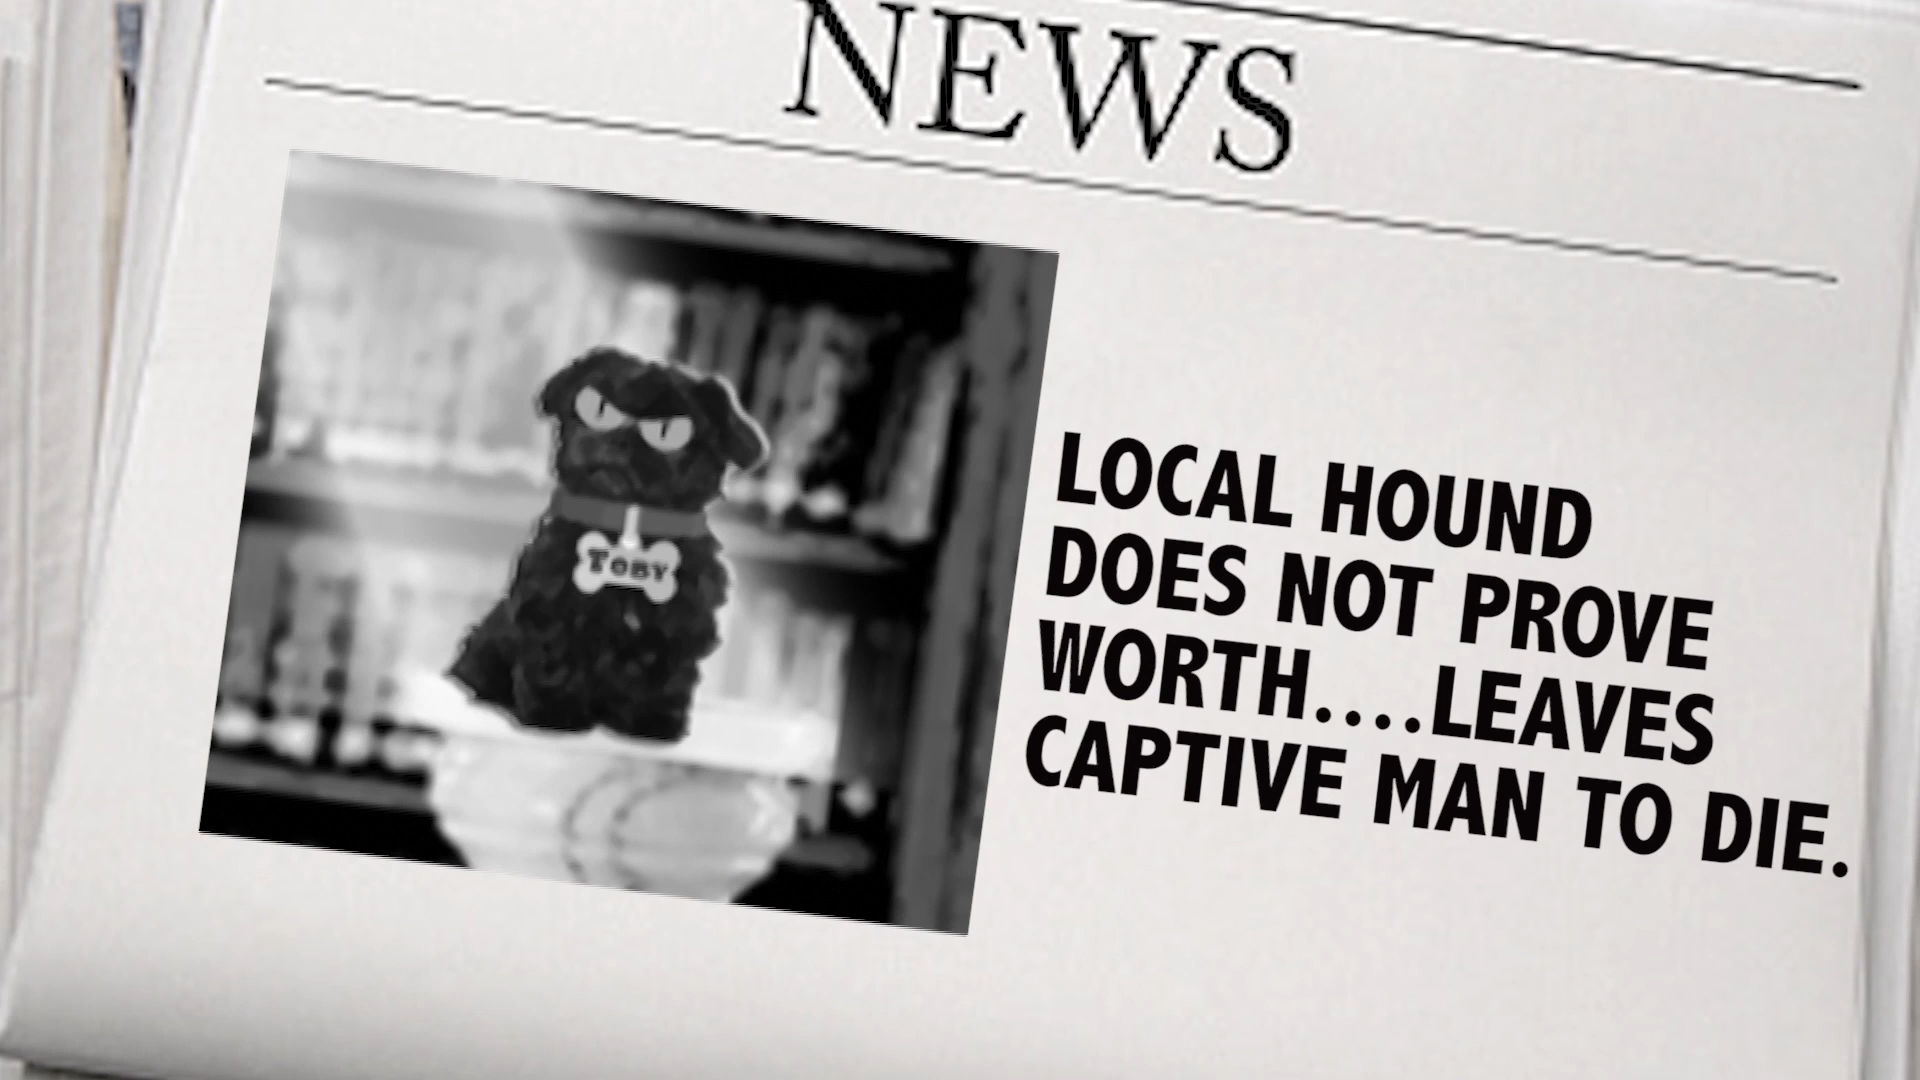 NEWS
TOBY
LOCAL HOUND
DOES NOT PROVE
WORTH....LEAVES
CAPTIVE MAN TO DIE.